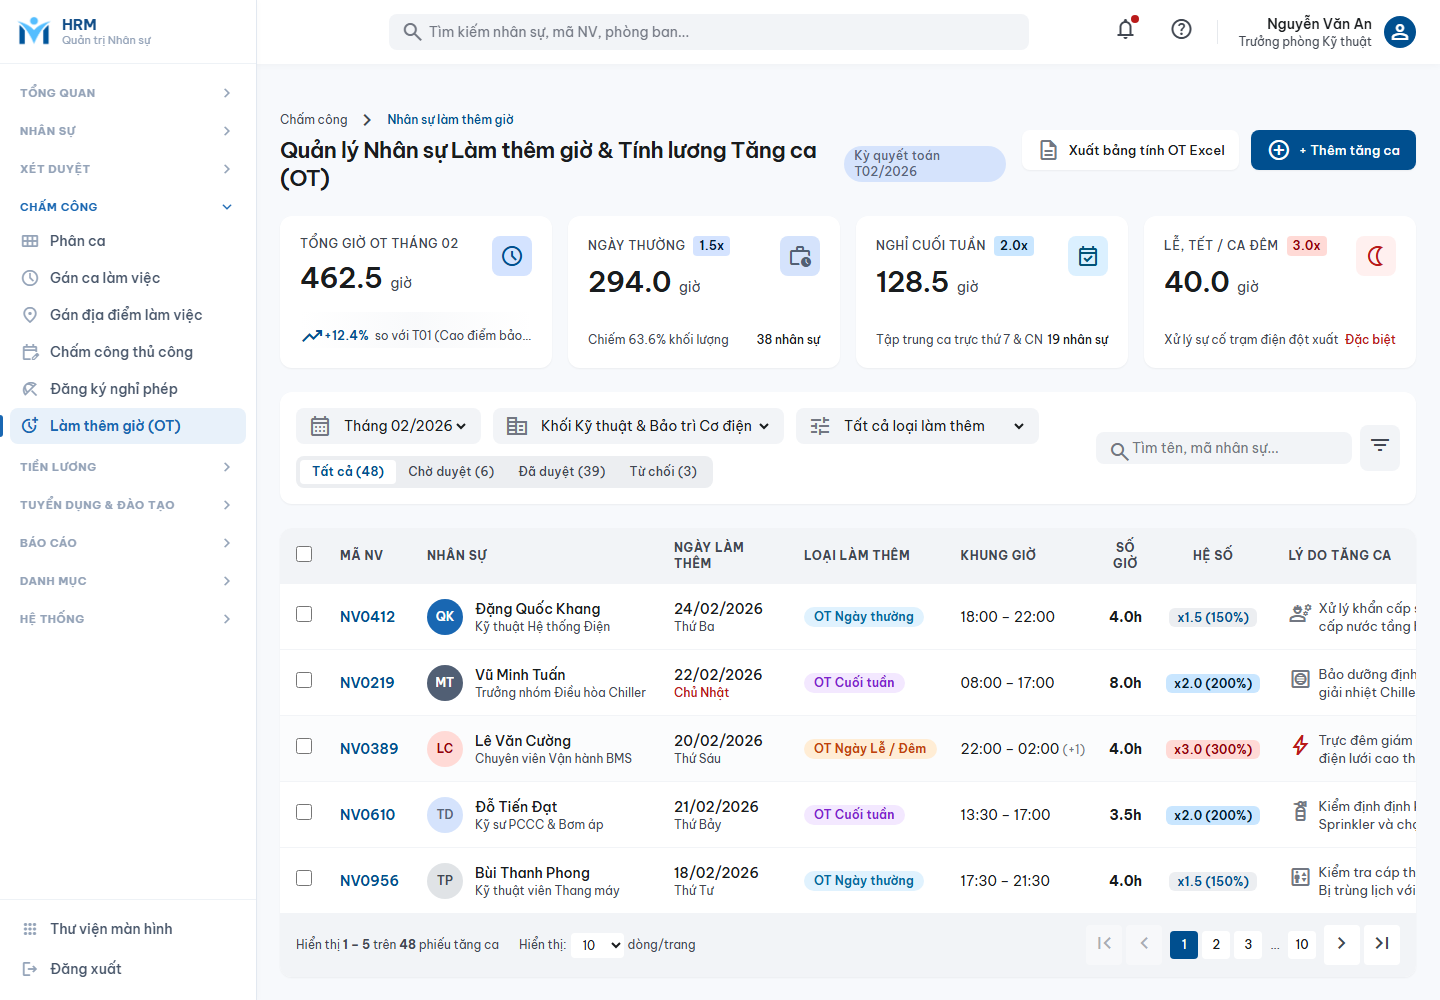 HRM
Quản trị Nhân sự
Tìm kiếm nhân sự, mã NV, phòng ban...
Nguyễn Văn An
Trưởng phòng Kỹ thuật
TỔNG QUAN
NHÂN SỰ
XÉT DUYỆT
CHẤM CÔNG
Phân ca
Gán ca làm việc
Gán địa điểm làm việc
Chấm công thủ công
Đăng ký nghỉ phép
Làm thêm giờ (OT)
TIỀN LƯƠNG
TUYỂN DỤNG & ĐÀO TẠO
BÁO CÁO
DANH MỤC
HỆ THỐNG
Thư viện màn hình
Đăng xuất
Chấm công
Nhân sự làm thêm giờ
Quản lý Nhân sự Làm thêm giờ & Tính lương Tăng ca
(OT)
Kỳ quyết toán
T02/2026
Xuất bảng tính OT Excel
+ Thêm tăng ca
TỔNG GIỜ OT THÁNG 02
462.5 giờ
+12.4% so với T01 (Cao điểm bảo...
NGÀY THƯỜNG 1.5x
294.0 giờ
Chiếm 63.6% khối lượng 38 nhân sự
NGHỈ CUỐI TUẦN 2.0x
128.5 giờ
Tập trung ca trực thứ 7 & CN 19 nhân sự
LỄ, TẾT / CA ĐÊM 3.0x
40.0 giờ
Xử lý sự cố trạm điện đột xuất Đặc biệt
Tháng 02/2026
Khối Kỹ thuật & Bảo trì Cơ điện
Tất cả loại làm thêm
Tất cả (48) Chờ duyệt (6) Đã duyệt (39) Từ chối (3)
Tìm tên, mã nhân sự...
MÃ NV NHÂN SỰ NGÀY LÀM THÊM LOẠI LÀM THÊM KHUNG GIỜ SỐ GIỜ HỆ SỐ LÝ DO TĂNG CA
NV0412 QK Đặng Quốc Khang 24/02/2026 OT Ngày thường 18:00 – 22:00 4.0h x1.5 (150%) Xử lý khẩn cấp
Kỹ thuật Hệ thống Điện Thứ Ba cấp nước tầng
NV0219 MT Vũ Minh Tuấn 22/02/2026 OT Cuối tuần 08:00 – 17:00 8.0h x2.0 (200%) Bảo dưỡng định
Trưởng nhóm Điều hòa Chiller Chủ Nhật giải nhiệt Chille
NV0389 LC Lê Văn Cường 20/02/2026 OT Ngày Lễ / Đêm 22:00 – 02:00 (+1) 4.0h x3.0 (300%) Trực đêm giám
Chuyên viên Vận hành BMS Thứ Sáu điện lưới cao th
NV0610 TD Đỗ Tiến Đạt 21/02/2026 OT Cuối tuần 13:30 – 17:00 3.5h x2.0 (200%) Kiểm định định
Kỹ sư PCCC & Bơm áp Thứ Bảy Sprinkler và
NV0956 TP Bùi Thanh Phong 18/02/2026 OT Ngày thường 17:30 – 21:30 4.0h x1.5 (150%) Kiểm tra cáp th
Kỹ thuật viên Thang máy Thứ Tư Bị trùng lịch với
Hiển thị 1 – 5 trên 48 phiếu tăng ca Hiển thị: 10 dòng/trang
1 2 3 ... 10